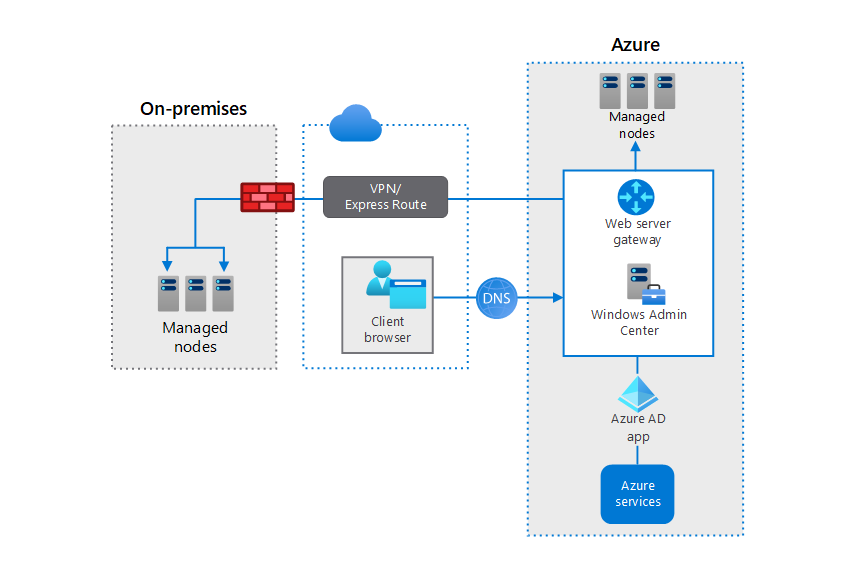 Azure
On-premises
Managed
nodes
VPN/
Express Route
Web server
gateway
DNS
Windows Admin
Center
Client
browser
Managed
nodes
Azure AD
app
Azure
services